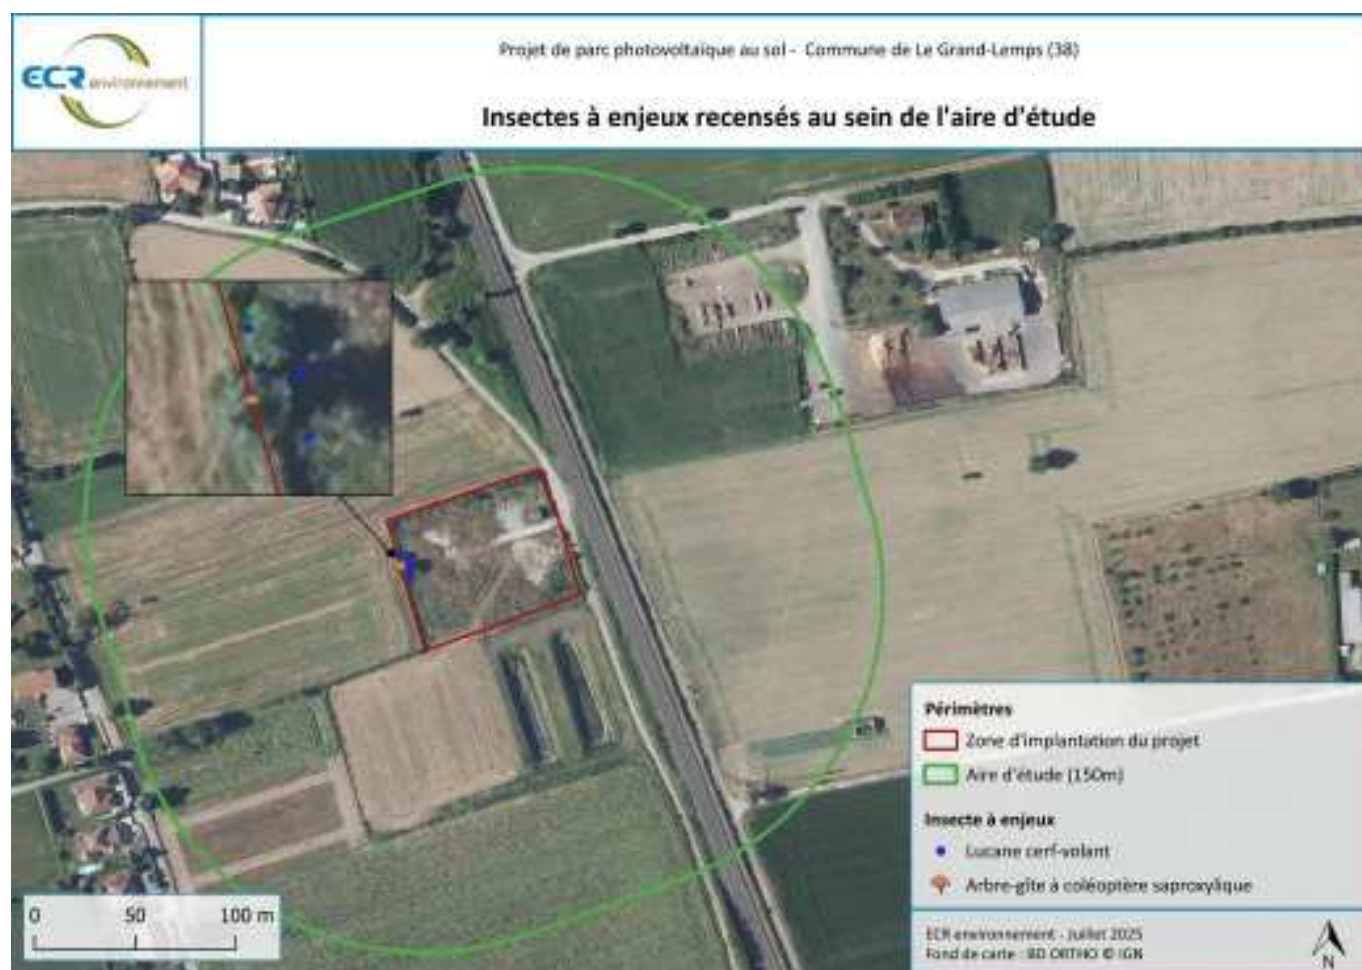 ECR environnement
Projet de parc photovoltaïque au sol - Commune de Le Grand-Lemps (38)
Insectes à enjeux recensés au sein de l'aire d'étude
Périmètres
Zone d'implantation du projet
Aire d'étude (150m)
Insecte à enjeux
Lucane cerf-volant
Arbre-gîte à coléoptère saproxylique
0 50 100 m
ECR environnement - Juillet 2025
Fond de carte : BD ORTHO © IGN
N